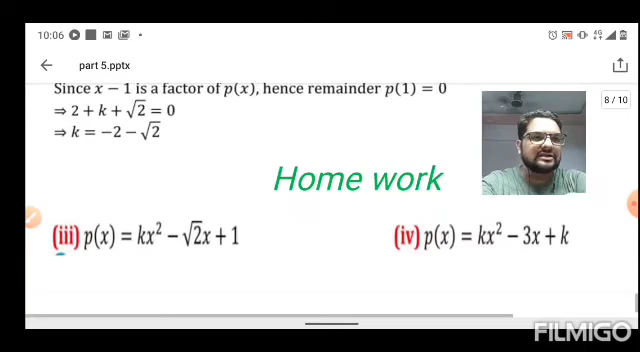 10:06
4G
part 5.pptx
Since x − 1 is a factor of p(x), hence remainder p(1) = 0
8 / 10
⇒ 2 + k + √2 = 0
⇒ k = −2 − √2
Home work
(iii) p(x) = kx² − √2x + 1
(iv) p(x) = kx² − 3x + k
FILMIGO